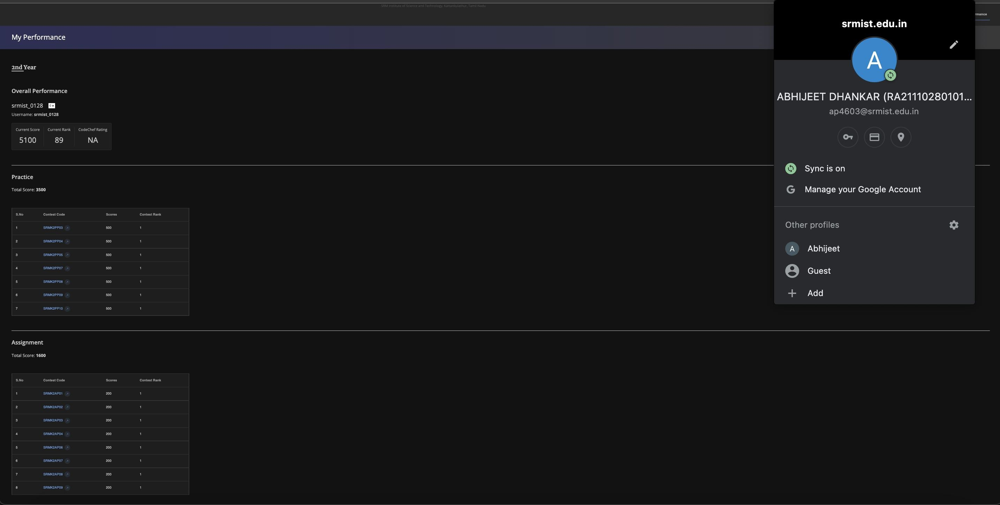 SRM Institute of Science and Technology, Kattankulathur, Tamil Nadu
rmance
My Performance
2nd Year
Overall Performance
srmist_0128 0★
Username: srmist_0128
Current Score Current Rank CodeChef Rating
5100 89 NA
Practice
Total Score: 3500
S.No Contest Code Scores Contest Rank
1 SRMK2PP03 500 1
2 SRMK2PP04 500 1
3 SRMK2PP05 500 1
4 SRMK2PP07 500 1
5 SRMK2PP08 500 1
6 SRMK2PP09 500 1
7 SRMK2PP10 500 1
Assignment
Total Score: 1600
S.No Contest Code Scores Contest Rank
1 SRMK2AP01 200 1
2 SRMK2AP02 200 1
3 SRMK2AP03 200 1
4 SRMK2AP04 200 1
5 SRMK2AP06 200 1
6 SRMK2AP07 200 1
7 SRMK2AP08 200 1
8 SRMK2AP09 200 1
srmist.edu.in
A
ABHIJEET DHANKAR (RA21110280101...
ap4603@srmist.edu.in
Sync is on
G Manage your Google Account
Other profiles
A Abhijeet
Guest
+ Add